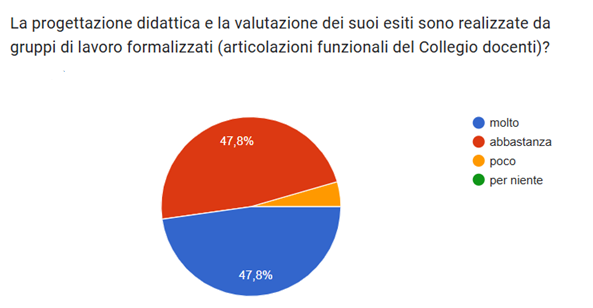 La progettazione didattica e la valutazione dei suoi esiti sono realizzate da
gruppi di lavoro formalizzati (articolazioni funzionali del Collegio docenti)?
47,8%
47,8%
molto
abbastanza
poco
per niente